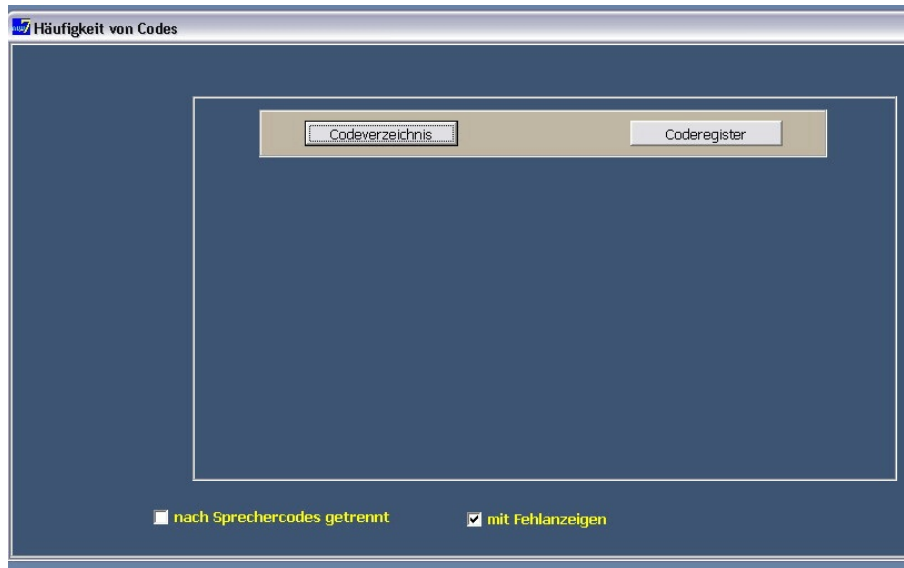 Häufigkeit von Codes
Codeverzeichnis
Coderegister
nach Sprechercodes getrennt
mit Fehlanzeigen